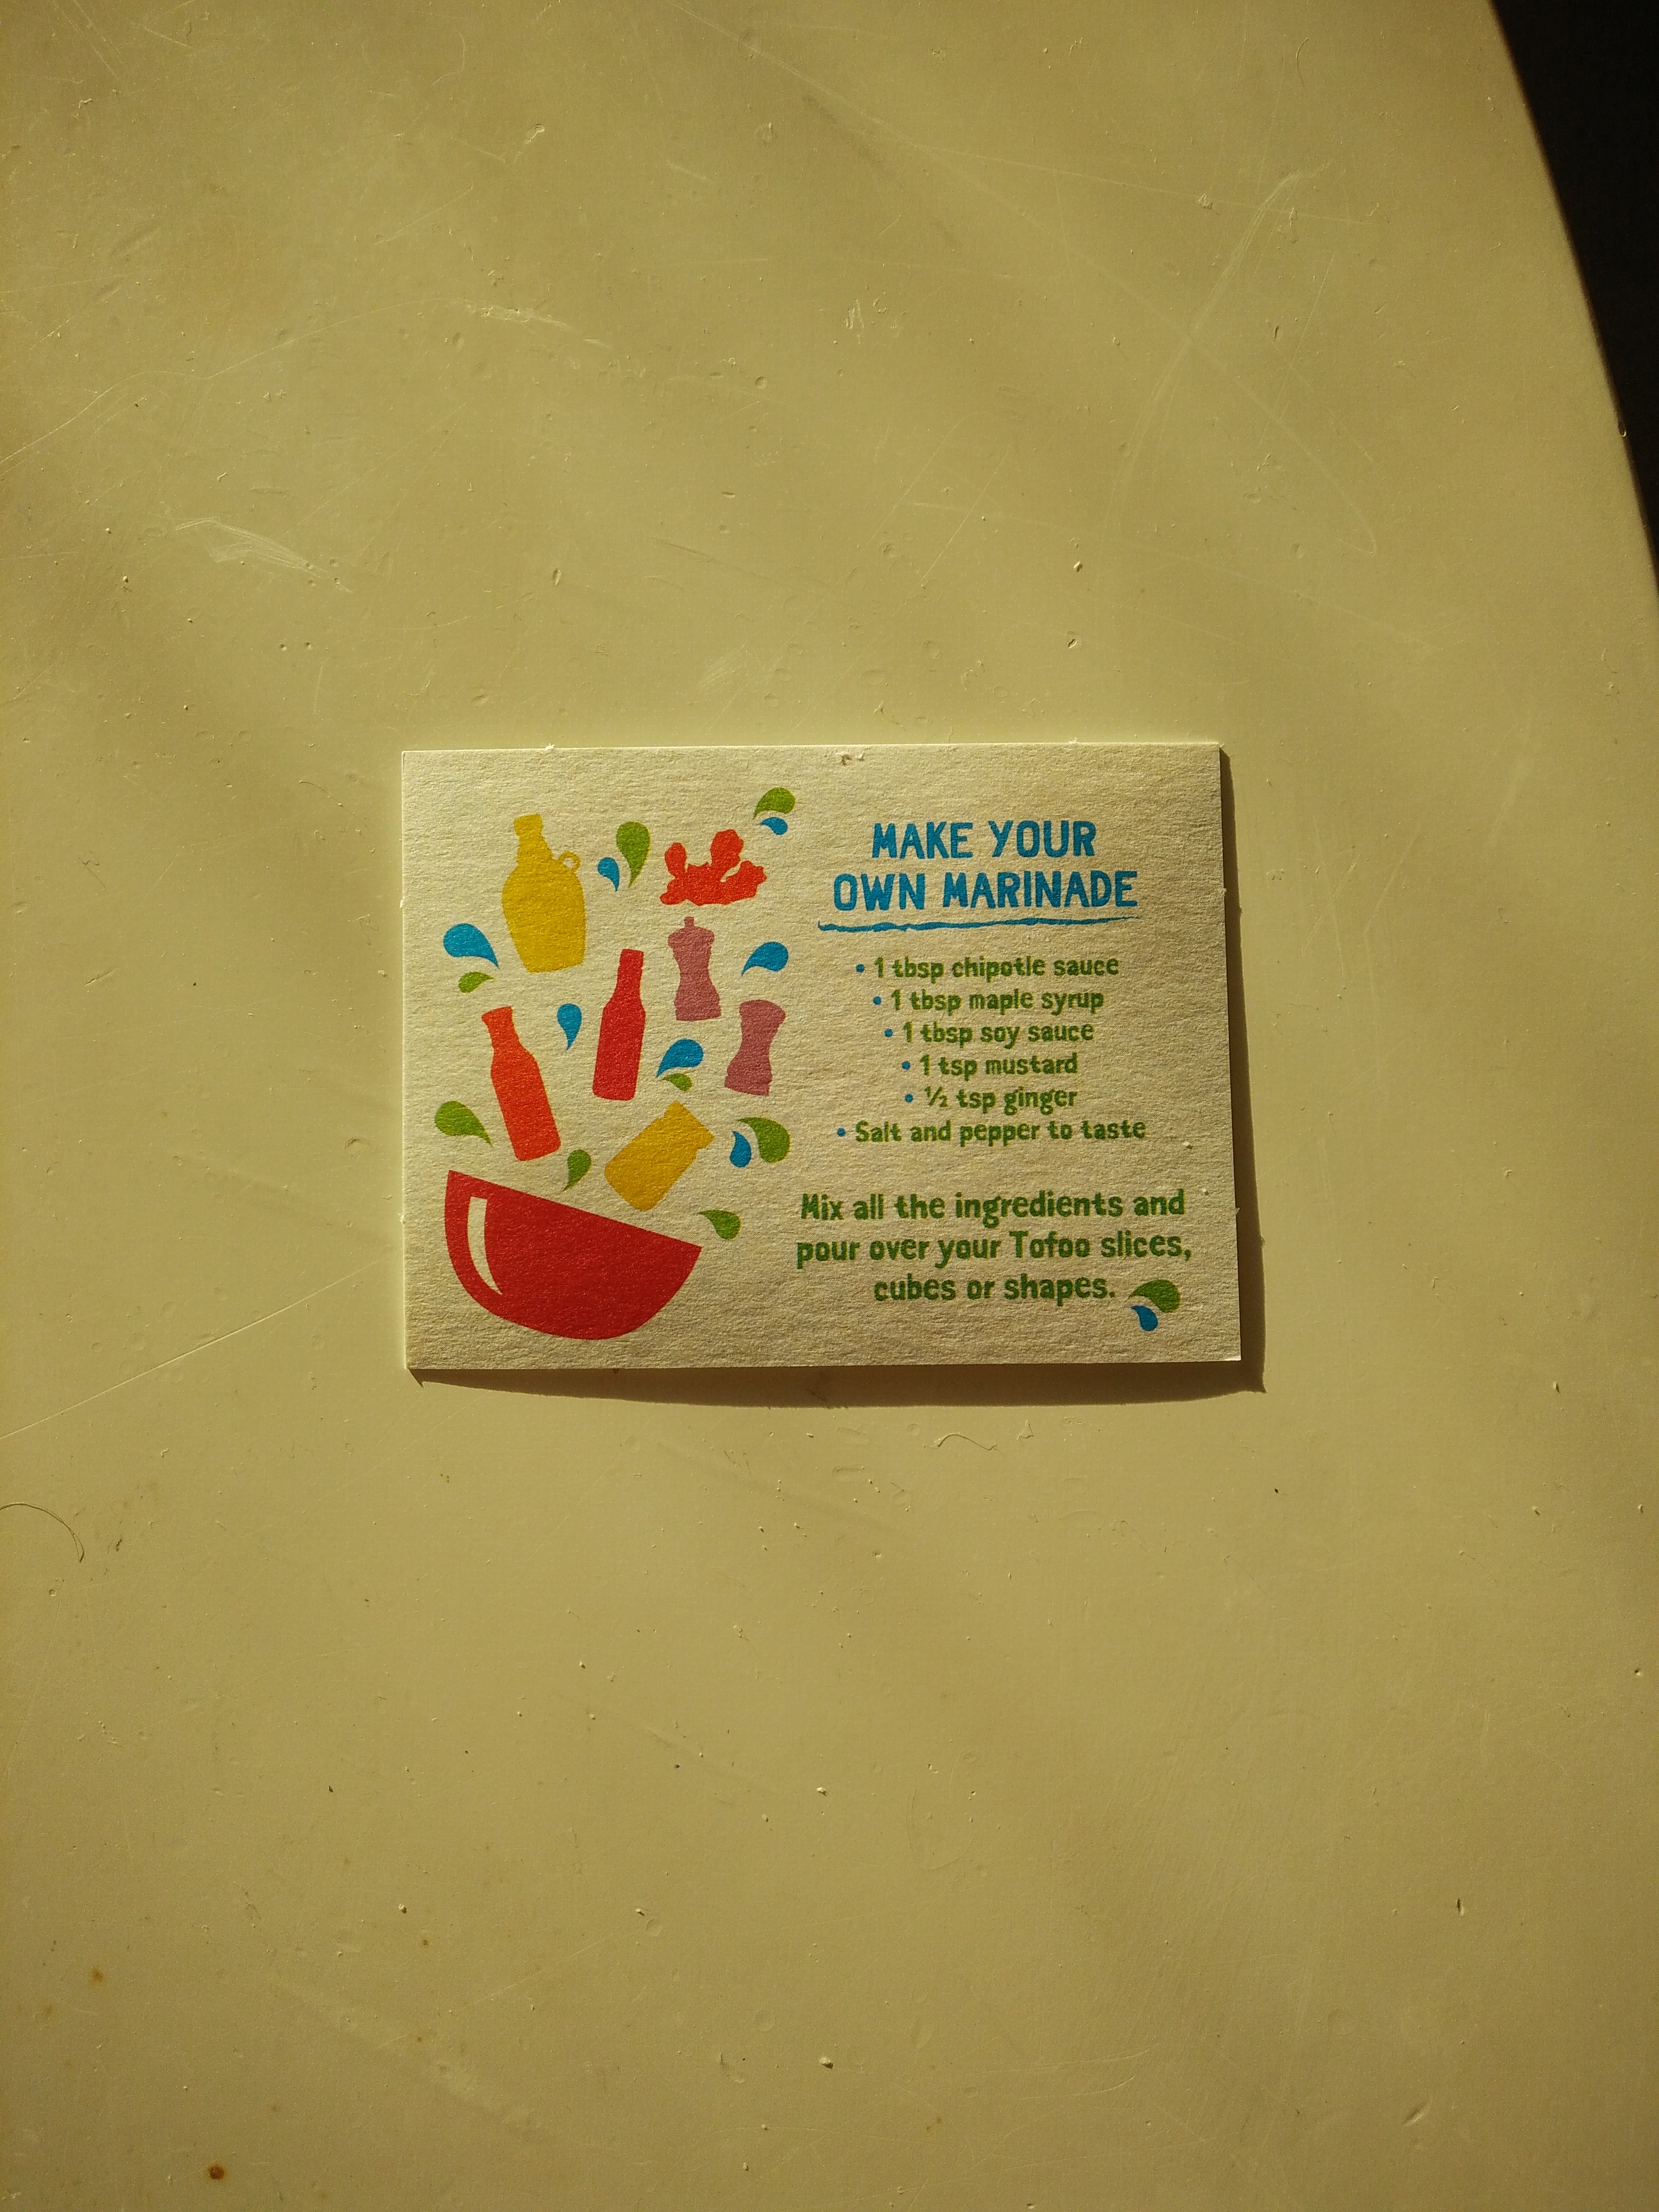 MAKE YOUR
OWN MARINADE
• 1 tbsp chipotle sauce
• 1 tbsp maple syrup
• 1 tbsp soy sauce
• 1 tsp mustard
• ½ tsp ginger
• Salt and pepper to taste
Mix all the ingredients and
pour over your Tofoo slices,
cubes or shapes.